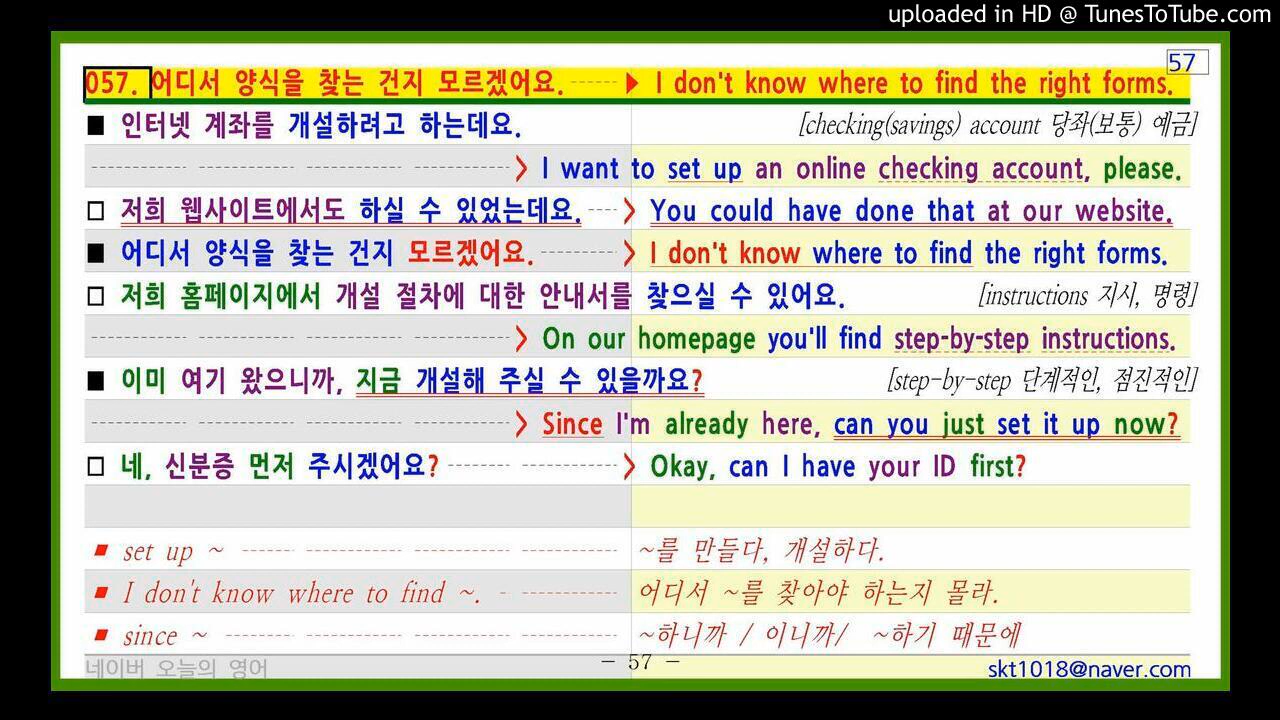 uploaded in HD @ TunesToTube.com
57
057. 어디서 양식을 찾는 건지 모르겠어요. ------ ▶ I don't know where to find the right forms.
■ 인터넷 계좌를 개설하려고 하는데요. [checking(savings) account 당좌(보통) 예금]
> I want to set up an online checking account, please.
□ 저희 웹사이트에서도 하실 수 있었는데요. ---- > You could have done that at our website.
■ 어디서 양식을 찾는 건지 모르겠어요. ---------- > I don't know where to find the right forms.
□ 저희 홈페이지에서 개설 절차에 대한 안내서를 찾으실 수 있어요. [instructions 지시, 명령]
> On our homepage you'll find step-by-step instructions.
■ 이미 여기 왔으니까, 지금 개설해 주실 수 있을까요? [step-by-step 단계적인, 점진적인]
> Since I'm already here, can you just set it up now?
□ 네, 신분증 먼저 주시겠어요? ---------- > Okay, can I have your ID first?
set up ~ ---------- ~를 만들다, 개설하다.
I don't know where to find ~. ---------- 어디서 ~를 찾아야 하는지 몰라.
since ~ ---------- ~하니까 / 이니까/ ~하기 때문에
네이버 오늘의 영어 - 57 - skt1018@naver.com